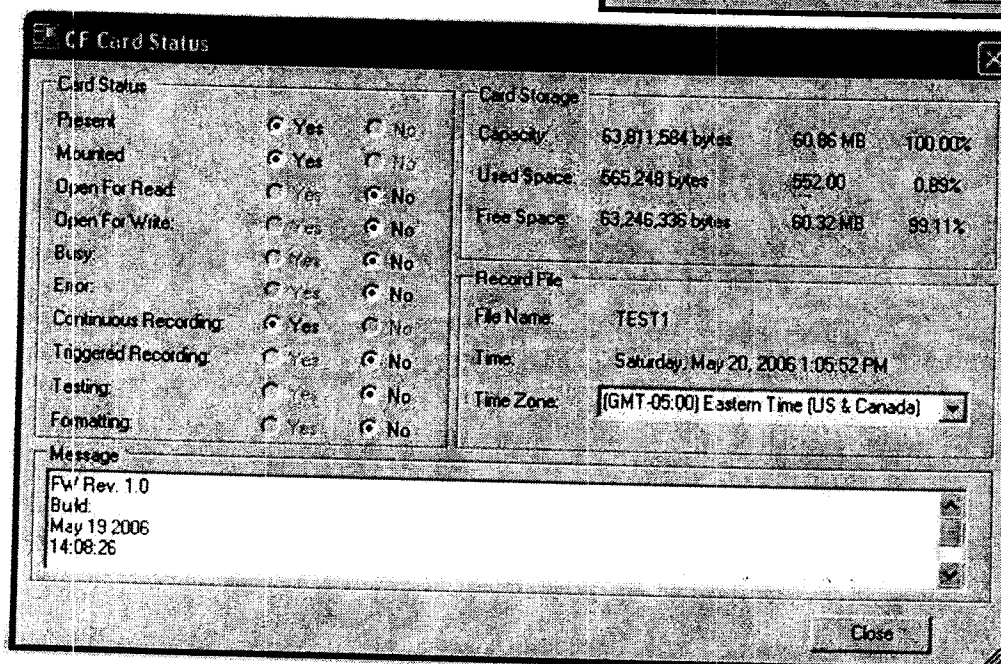 CF Card Status
Card Status
Present Yes No
Mounted Yes No
Open For Read: Yes No
Open For Write: Yes No
Busy: Yes No
Error: Yes No
Continuous Recording: Yes No
Triggered Recording: Yes No
Testing: Yes No
Formatting: Yes No
Card Storage
Capacity: 63,811,584 bytes 60.86 MB 100.00%
Used Space: 565,248 bytes 552.00 0.89%
Free Space: 63,246,336 bytes 60.32 MB 99.11%
Record File
File Name: TEST1
Time: Saturday, May 20, 2006 1:05:52 PM
Time Zone: (GMT-05:00) Eastern Time (US & Canada)
Message
FW Rev. 1.0
Build:
May 19 2006
14:08:26
Close